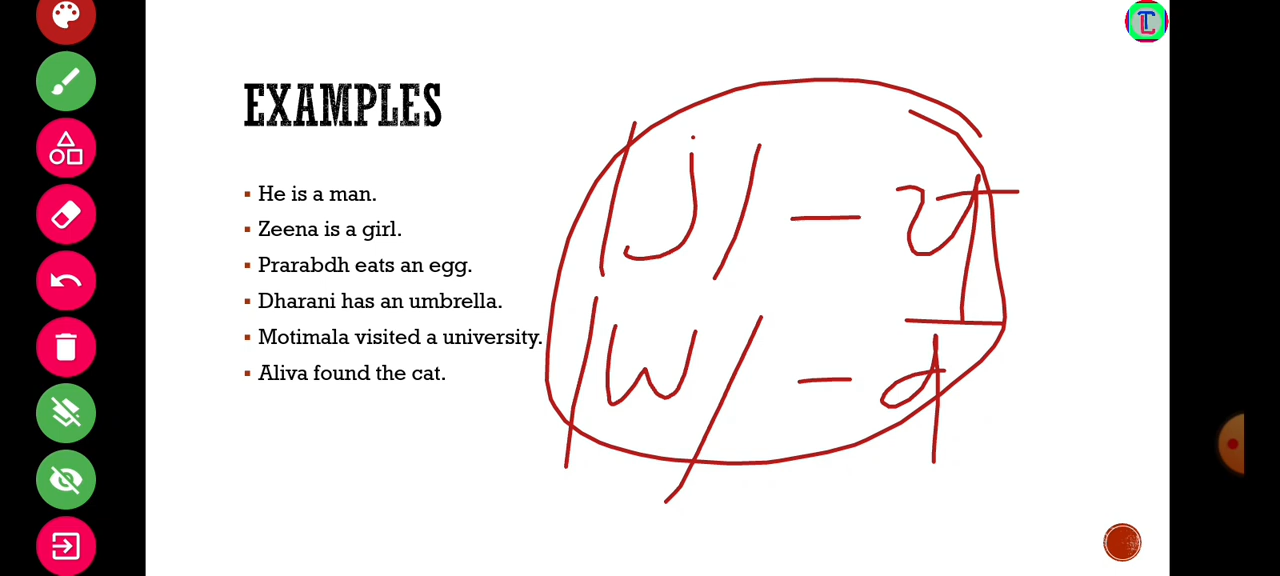 EXAMPLES
▪ He is a man.
▪ Zeena is a girl.
▪ Prarabdh eats an egg.
▪ Dharani has an umbrella.
▪ Motimala visited a university.
▪ Aliva found the cat.
/j/ – य
/w/ – व